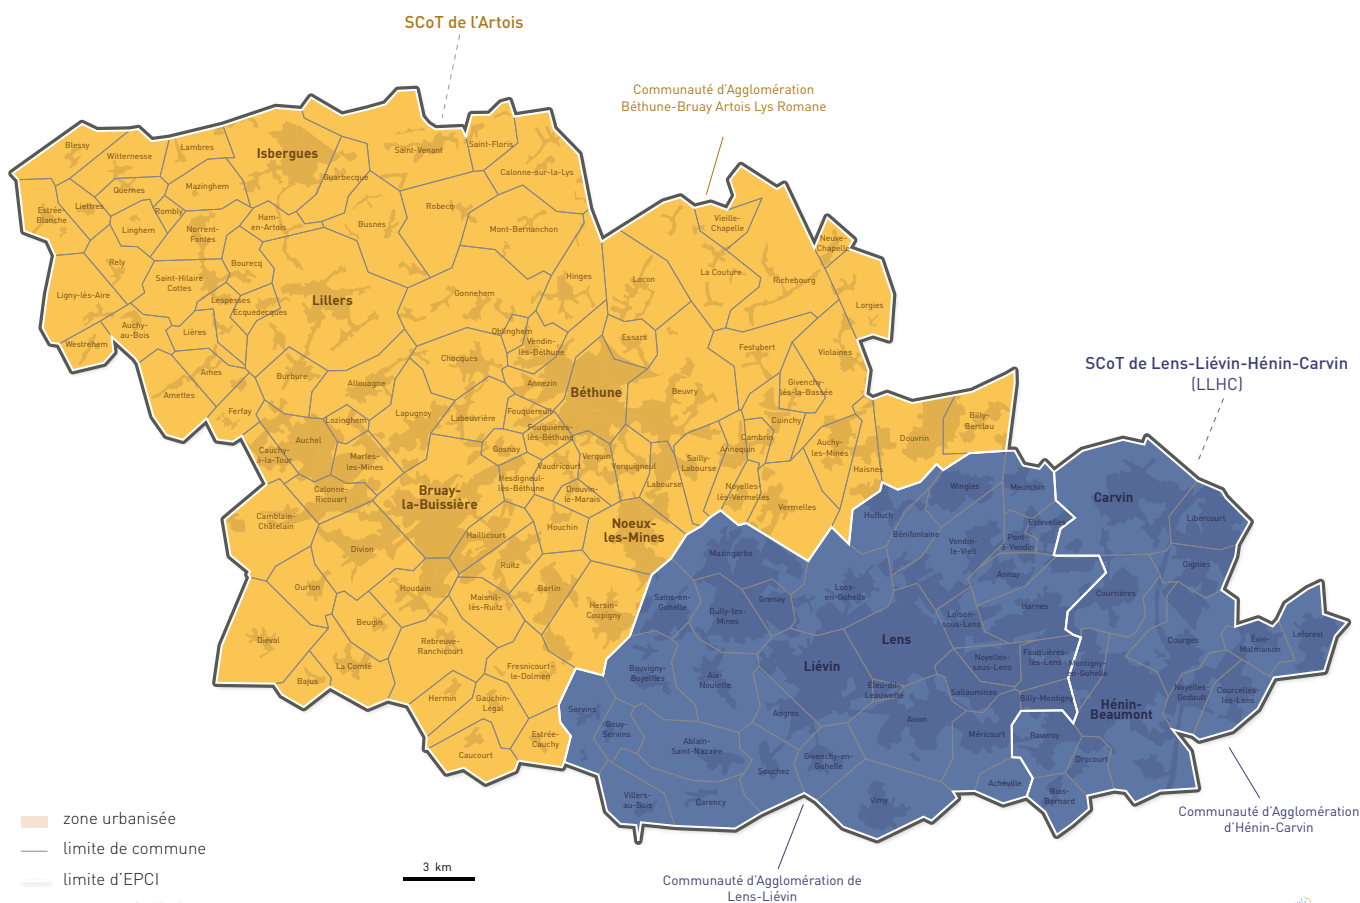 SCoT de l'Artois
Communauté d'Agglomération
Béthune-Bruay Artois Lys Romane
SCoT de Lens-Liévin-Hénin-Carvin
(LLHC)
Blessy
Witternesse
Lambres
Isbergues
Saint-Venant
Saint-Floris
Calonne-sur-la-Lys
Guarbecque
Quernes
Mazinghem
Estrée-
Blanche
Liettres
Rombly
Linghem
Norrent-
Fontes
Ham-
en-Artois
Busnes
Robecq
Mont-Bernanchon
Vieille-
Chapelle
Neuve-
Chapelle
Rely
Bourecq
Saint-Hilaire
Cottes
Ligny-lès-Aire
Lespesses
Ecquedecques
Lillers
Gonnehem
Hinges
Locon
La Couture
Richebourg
Lorgies
Auchy-
au-Bois
Lières
Westrehem
Oblinghem
Vendin-
lès-Béthune
Essars
Festubert
Violaines
Chocques
Ames
Amettes
Burbure
Allouagne
Annezin
Béthune
Beuvry
Givenchy-
lès-la-Bassée
Ferfay
Lozinghem
Lapugnoy
Labeuvrière
Fouquereuil
Fouquières-
lès-Béthune
Cuinchy
Cambrin
Annequin
Auchy-
les-Mines
Douvrin
Billy-
Berclau
Haisnes
Auchel
Cauchy-
à-la-Tour
Marles-
les-Mines
Gosnay
Vaudricourt
Verquin
Verquigneul
Sailly-
Labourse
Labourse
Hesdigneul-
lès-Béthune
Drouvin-
le-Marais
Noyelles-
lès-Vermelles
Vermelles
Calonne-
Ricouart
Bruay-
la-Buissière
Camblain-
Châtelain
Houchin
Noeux-
les-Mines
Haillicourt
Divion
Ruitz
Ourton
Houdain
Maisnil-
lès-Ruitz
Barlin
Hersin-
Coupigny
Beugin
Diéval
Rebreuve-
Ranchicourt
La Comté
Bajus
Fresnicourt-
le-Dolmen
Hermin
Gauchin-
Légal
Estrée-
Cauchy
Caucourt
Wingles
Meurchin
Carvin
Libercourt
Hulluch
Bénifontaine
Estevelles
Pont-
à-Vendin
Vendin-
le-Vieil
Mazingarbe
Oignies
Annay
Courrières
Grenay
Loos-
en-Gohelle
Sains-en-
Gohelle
Bully-les-
Mines
Loison-
sous-Lens
Harnes
Lens
Dourges
Évin-
Malmaison
Leforest
Liévin
Noyelles-
sous-Lens
Fouquières-
lès-Lens
Montigny-
en-Gohelle
Bouvigny-
Boyeffles
Aix-
Noulette
Éleu-dit-
Leauwette
Sallaumines
Billy-Montigny
Noyelles-
Godault
Courcelles-
lès-Lens
Hénin-
Beaumont
Servins
Gouy-
Servins
Angres
Avion
Méricourt
Rouvroy
Ablain-
Saint-Nazaire
Souchez
Givenchy-en-
Gohelle
Drocourt
Acheville
Bois-
Bernard
Villers-
au-Bois
Carency
Vimy
Communauté d'Agglomération
d'Hénin-Carvin
Communauté d'Agglomération de
Lens-Liévin
zone urbanisée
limite de commune
limite d'EPCI
3 km